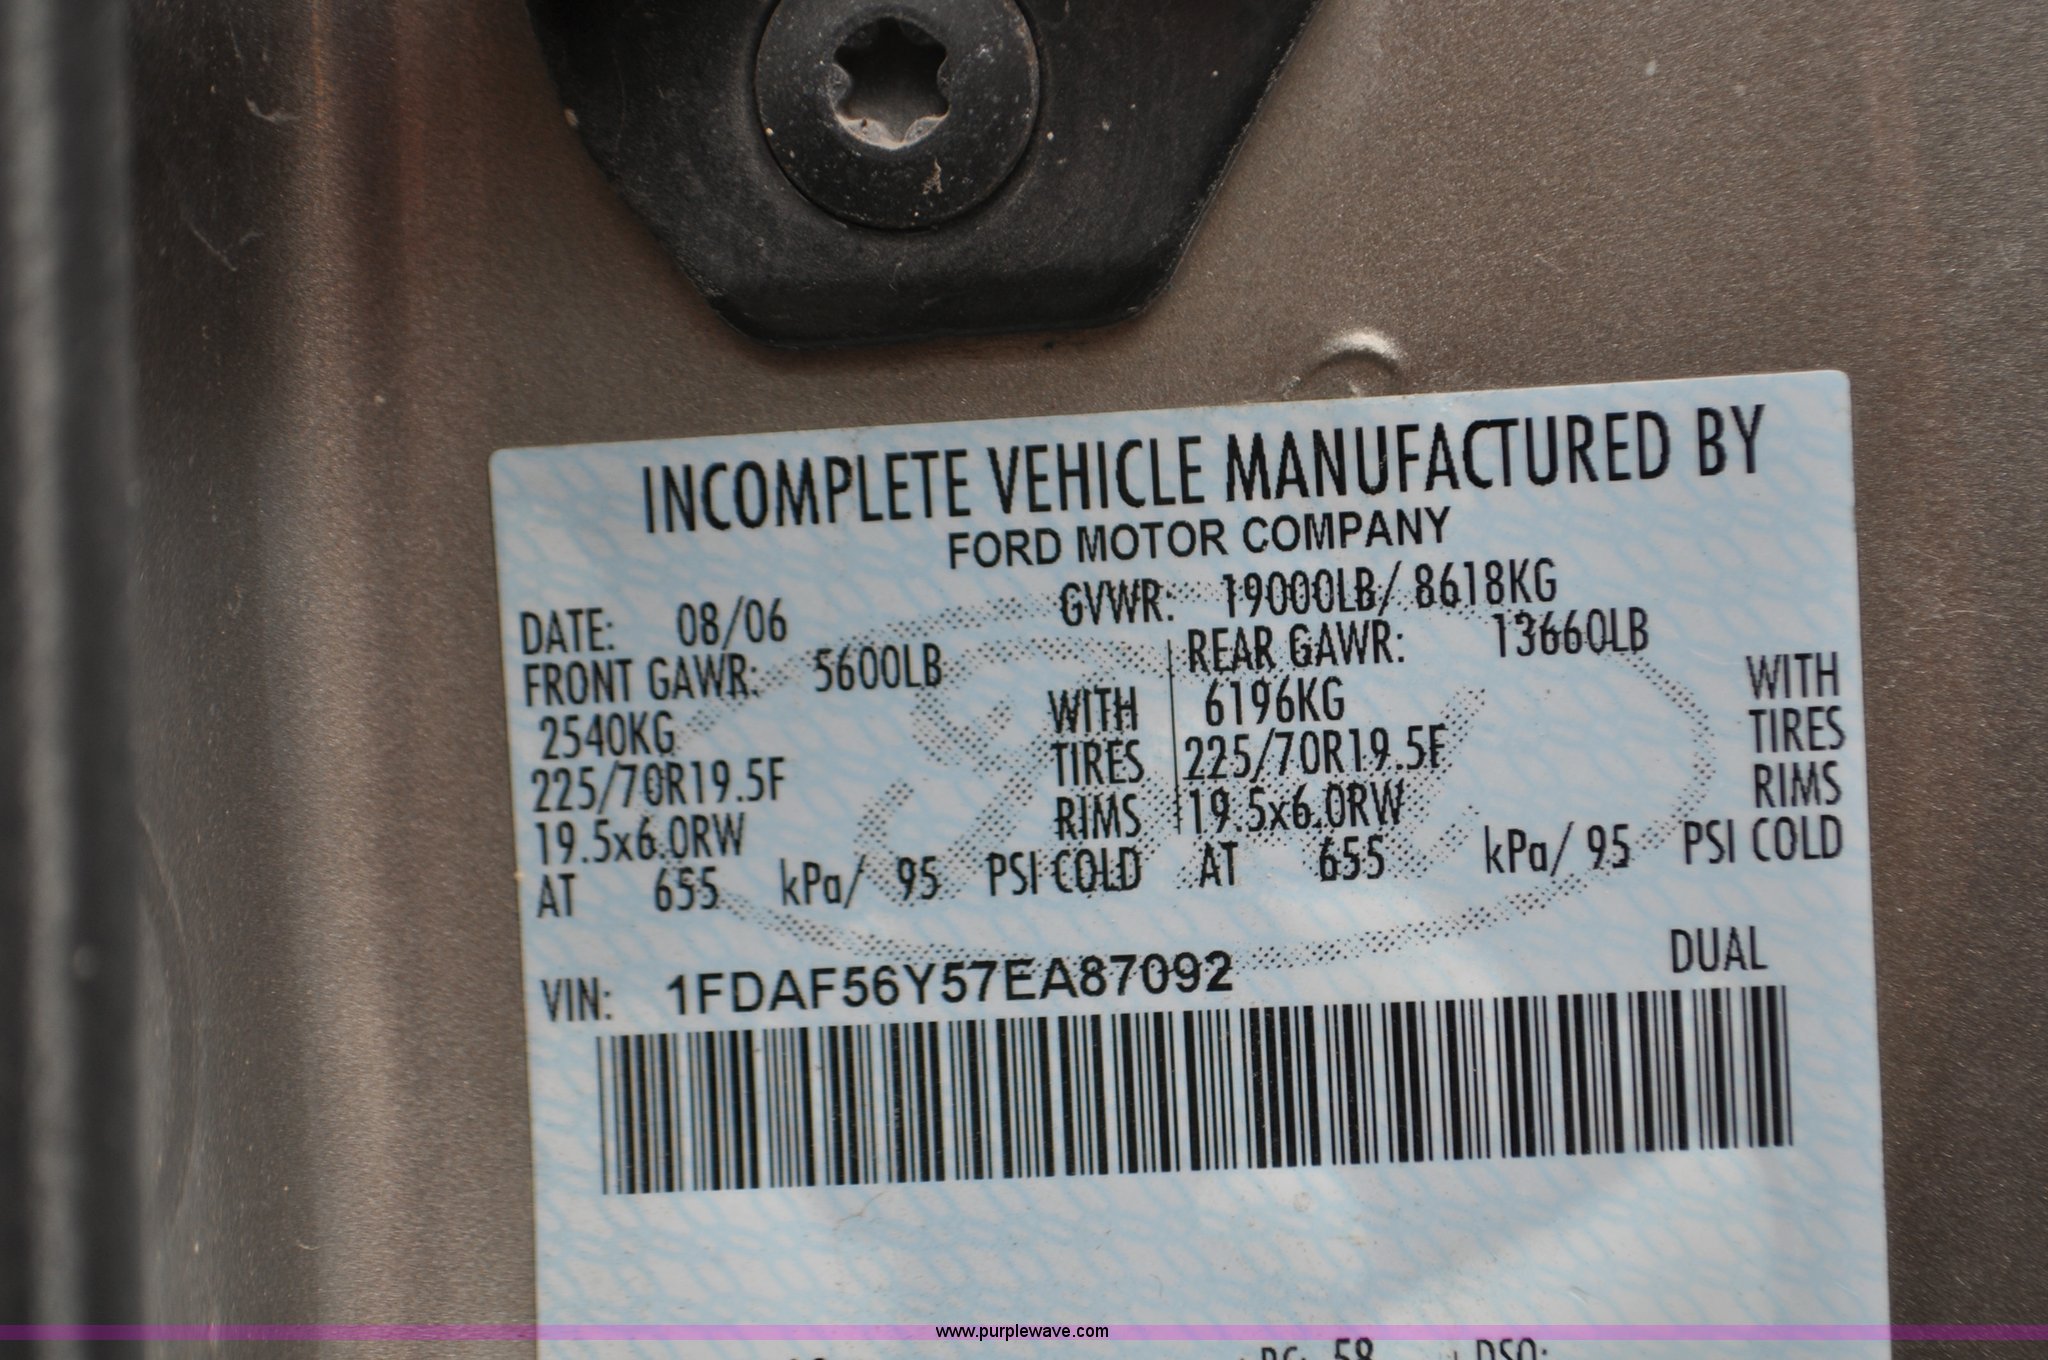 INCOMPLETE VEHICLE MANUFACTURED BY
FORD MOTOR COMPANY
DATE: 08/06 GVWR: 19000LB/ 8618KG
FRONT GAWR: 5600LB REAR GAWR: 13660LB
2540KG WITH 6196KG WITH
225/70R19.5F TIRES 225/70R19.5F TIRES
19.5x6.0RW RIMS 19.5x6.0RW RIMS
AT 655 kPa/ 95 PSI COLD AT 655 kPa/ 95 PSI COLD
VIN: 1FDAF56Y57EA87092 DUAL
www.purplewave.com
58 DSO: